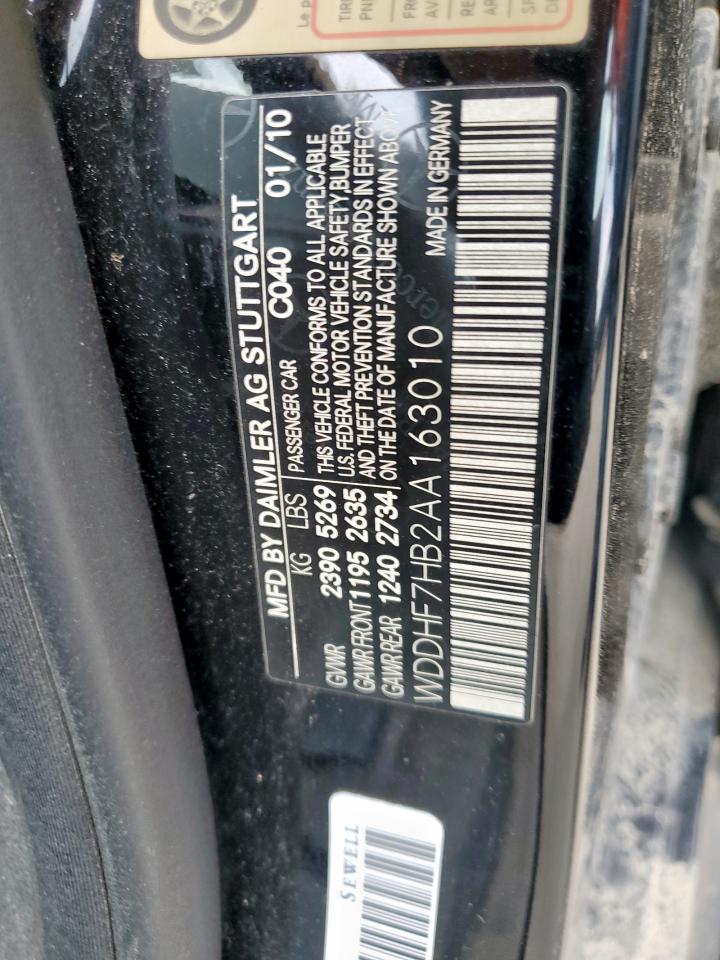 MFD BY DAIMLER AG STUTTGART
KG LBS PASSENGER CAR C040 01/10
GVWR 2390 5269 THIS VEHICLE CONFORMS TO ALL APPLICABLE
U.S. FEDERAL MOTOR VEHICLE SAFETY, BUMPER
GAWR FRONT 1195 2635 AND THEFT PREVENTION STANDARDS IN EFFECT
GAWR REAR 1240 2734 ON THE DATE OF MANUFACTURE SHOWN ABOVE.
WDDHF7HB2AA163010 MADE IN GERMANY
SEWELL
Le p
TIRE